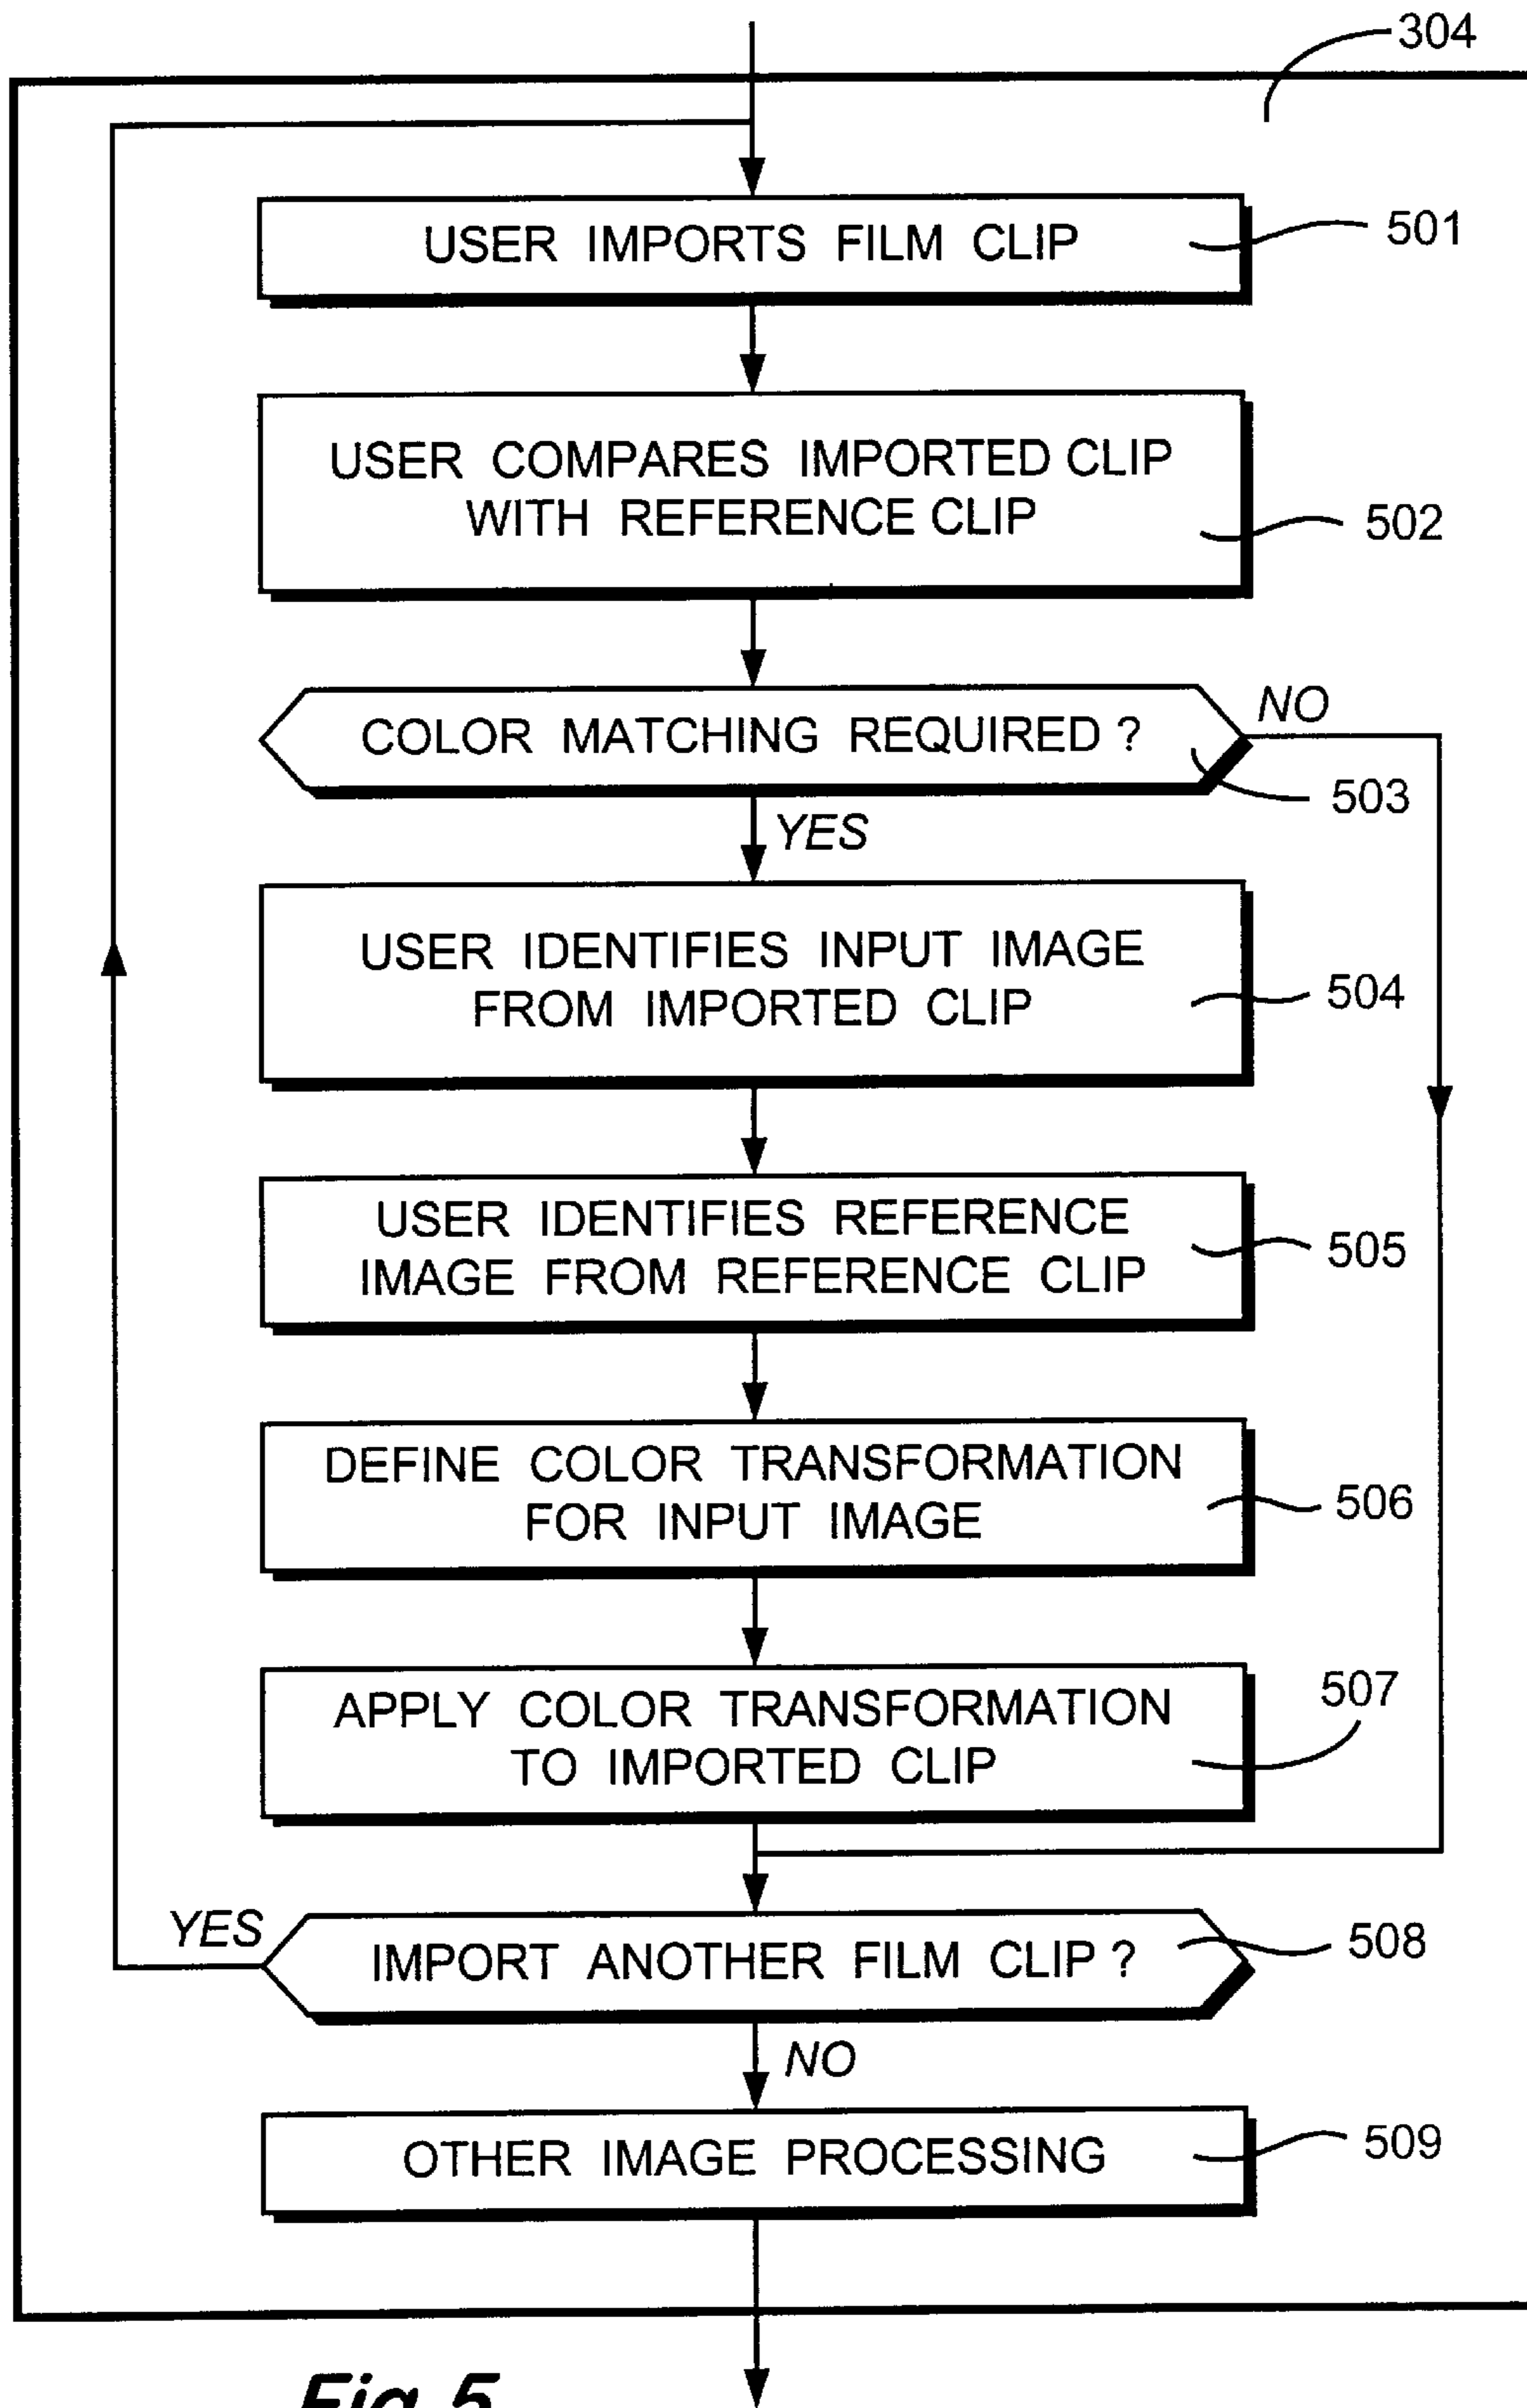 304
USER IMPORTS FILM CLIP
501
USER COMPARES IMPORTED CLIP
WITH REFERENCE CLIP
502
COLOR MATCHING REQUIRED ?
NO
503
YES
USER IDENTIFIES INPUT IMAGE
FROM IMPORTED CLIP
504
USER IDENTIFIES REFERENCE
IMAGE FROM REFERENCE CLIP
505
DEFINE COLOR TRANSFORMATION
FOR INPUT IMAGE
506
APPLY COLOR TRANSFORMATION
TO IMPORTED CLIP
507
YES
IMPORT ANOTHER FILM CLIP ?
508
NO
OTHER IMAGE PROCESSING
509
Fig 5